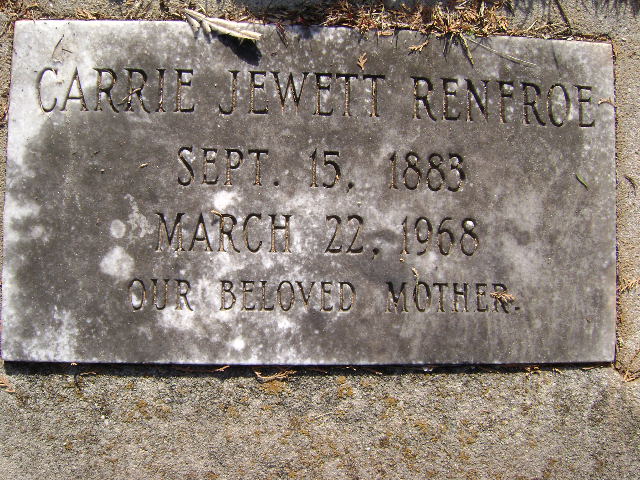 CARRIE JEWETT RENFROE
SEPT. 15, 1883
MARCH 22, 1968
OUR BELOVED MOTHER.